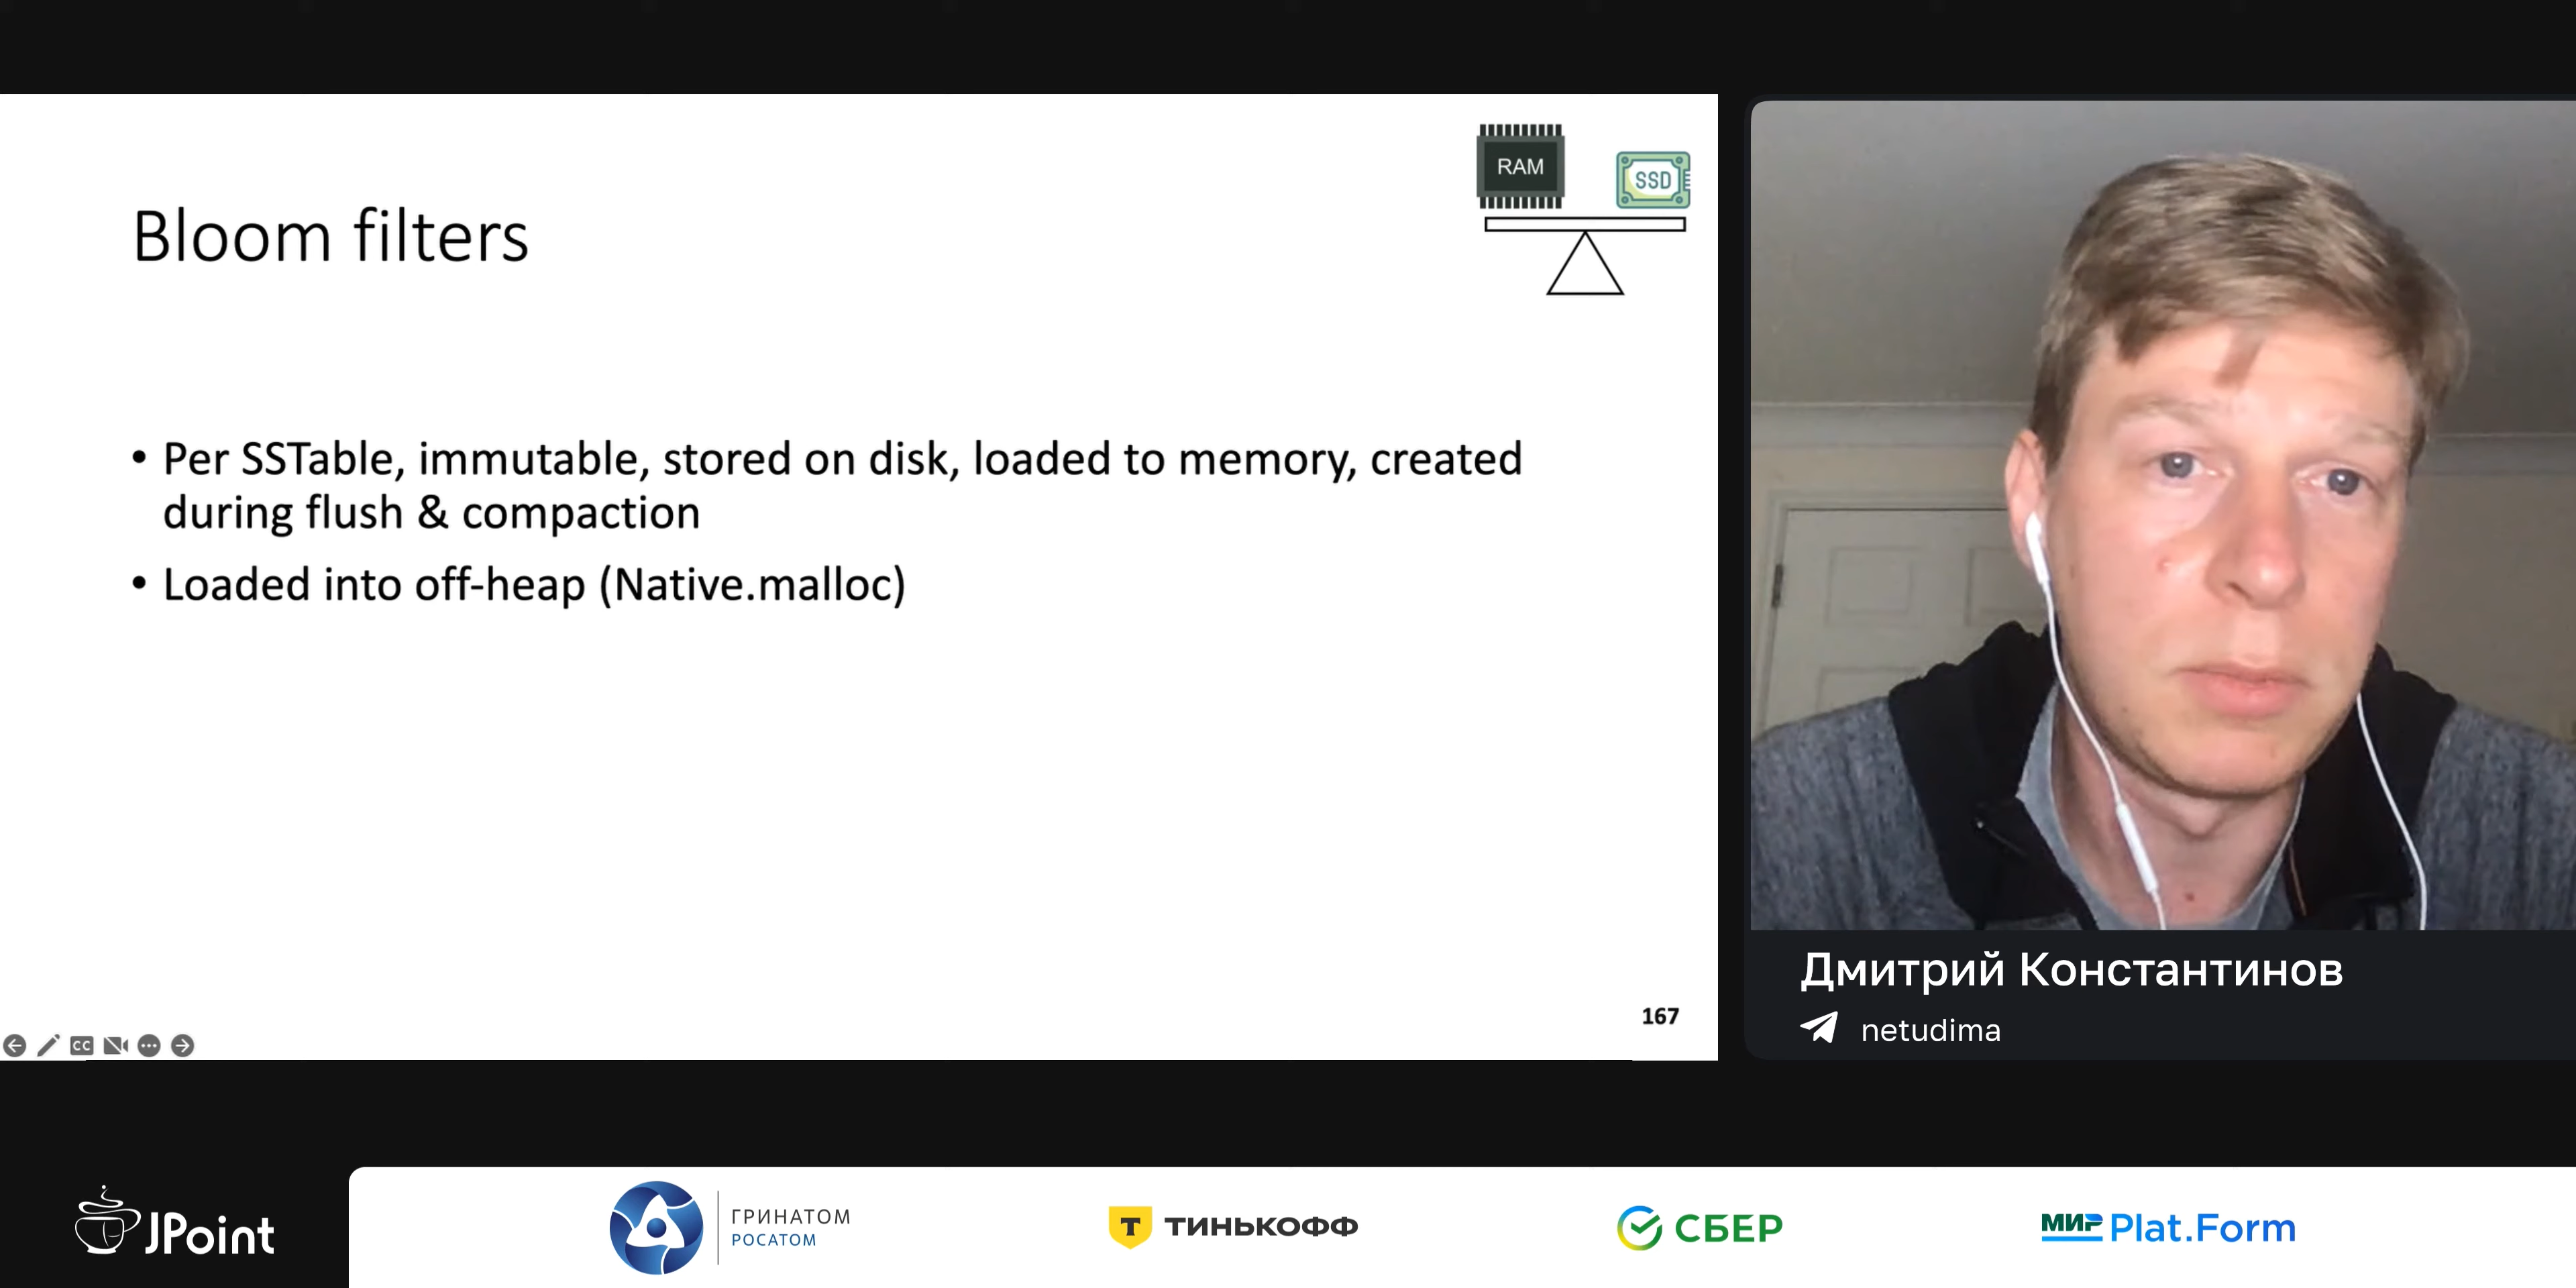 RAM
SSD
Bloom filters
• Per SSTable, immutable, stored on disk, loaded to memory, created
during flush & compaction
• Loaded into off-heap (Native.malloc)
167
CC
Дмитрий Константинов
netudima
JPoint
ГРИНАТОМ
РОСАТОМ
Т ТИНЬКОФФ
СБЕР
МИР Plat.Form